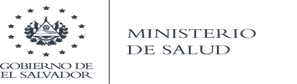 MINISTERIO
DE SALUD
GOBIERNO DE
EL SALVADOR